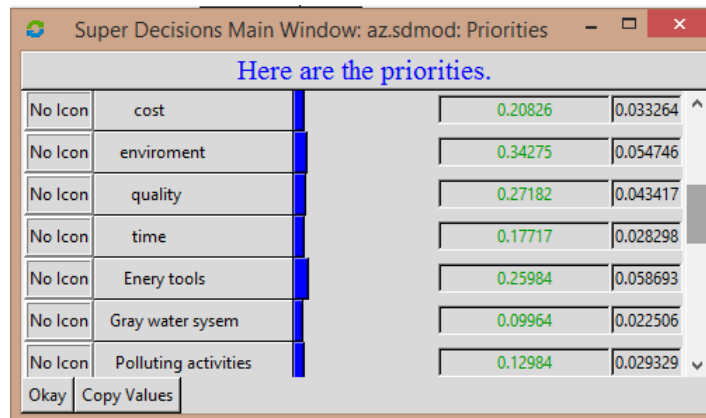 Super Decisions Main Window: az.sdmod: Priorities
Here are the priorities.
No Icon cost 0.20826 0.033264
No Icon enviroment 0.34275 0.054746
No Icon quality 0.27182 0.043417
No Icon time 0.17717 0.028298
No Icon Enery tools 0.25984 0.058693
No Icon Gray water sysem 0.09964 0.022506
No Icon Polluting activities 0.12984 0.029329
Okay Copy Values